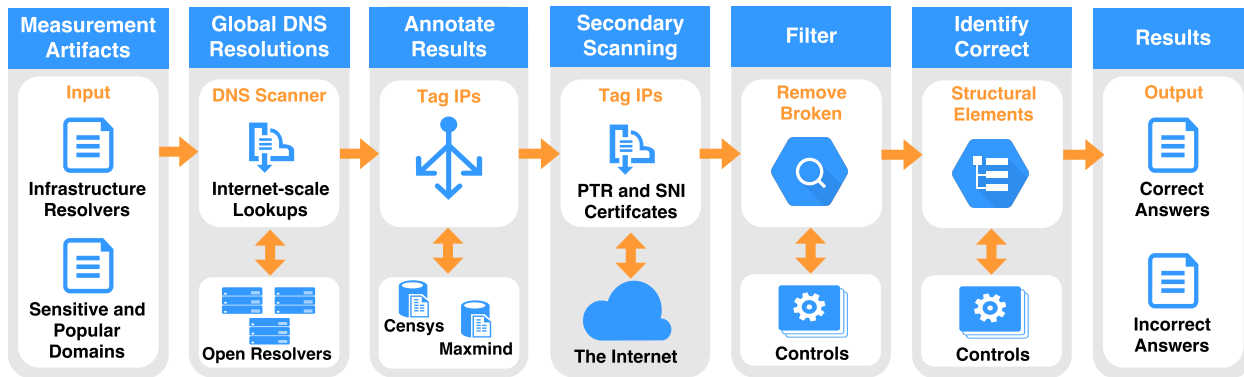 Measurement
Artifacts
Input
Infrastructure
Resolvers
Sensitive and
Popular
Domains
Global DNS
Resolutions
DNS Scanner
Internet-scale
Lookups
Open Resolvers
Annotate
Results
Tag IPs
Censys
Maxmind
Secondary
Scanning
Tag IPs
PTR and SNI
Certifcates
The Internet
Filter
Remove
Broken
Controls
Identify
Correct
Structural
Elements
Controls
Results
Output
Correct
Answers
Incorrect
Answers